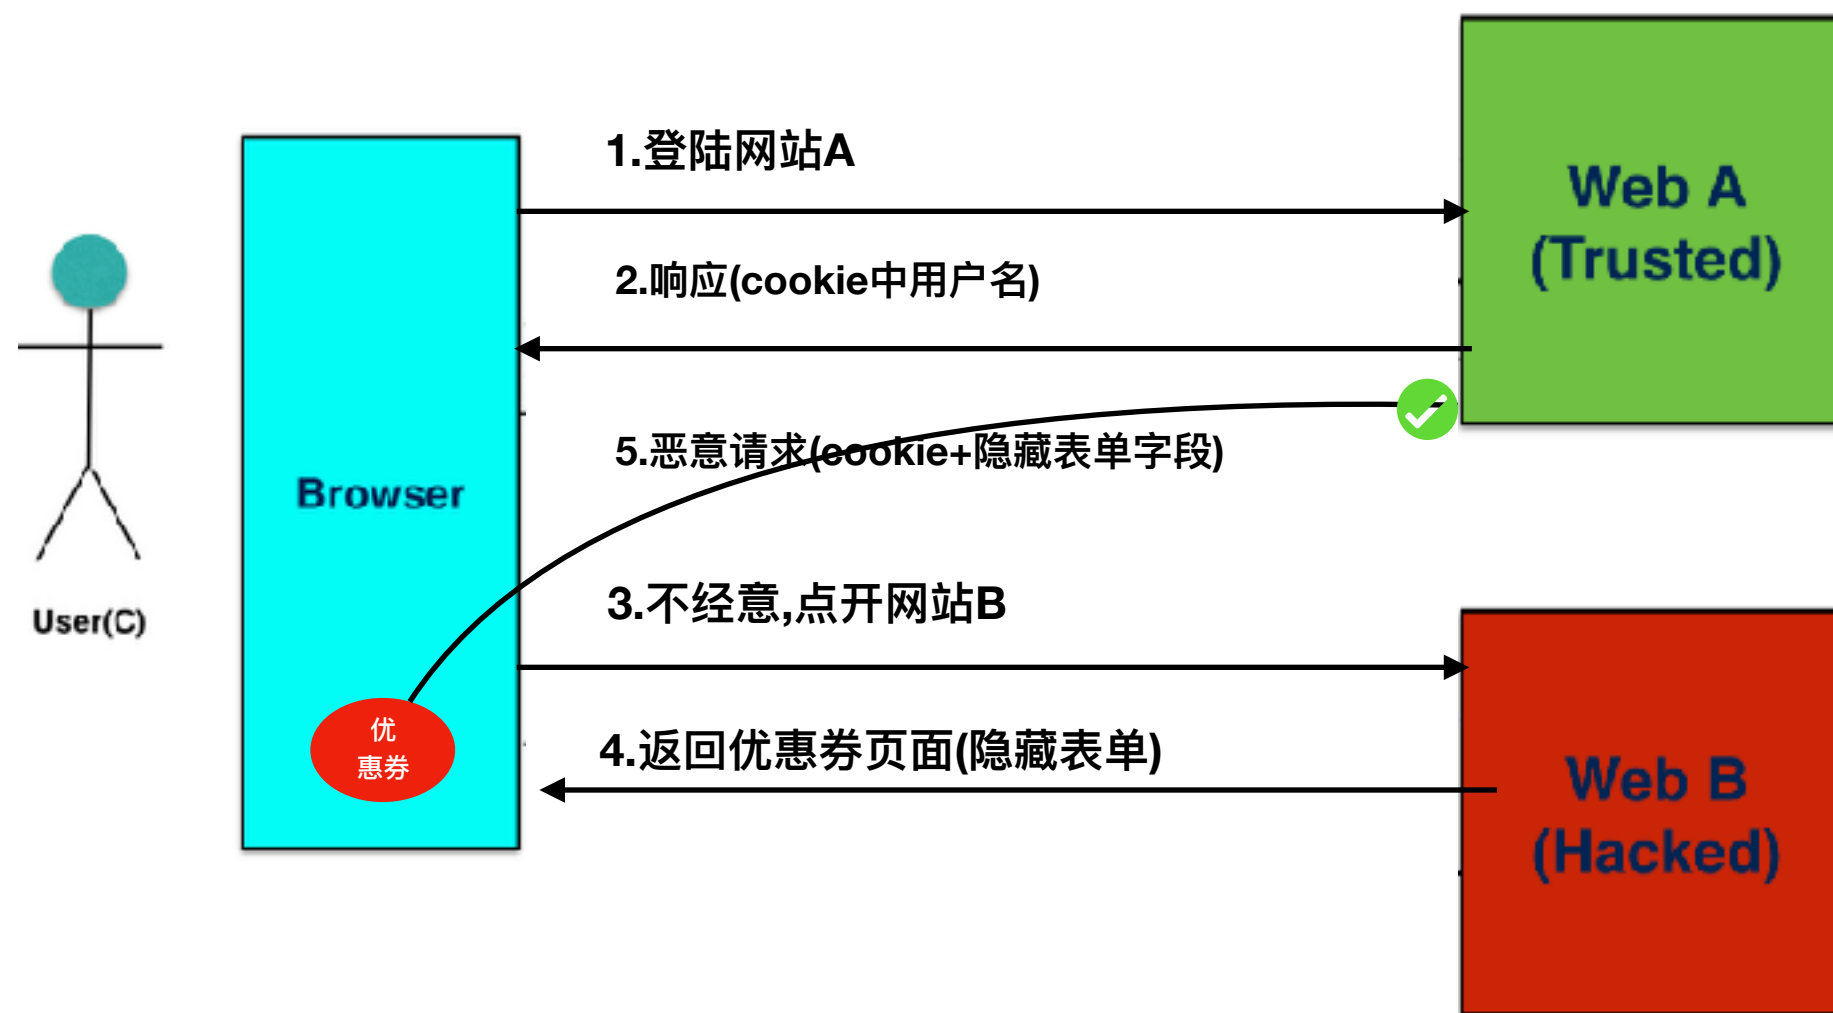 1.登陆网站A
Web A
(Trusted)
2.响应(cookie中用户名)
5.恶意请求(cookie+隐藏表单字段)
Browser
3.不经意,点开网站B
User(C)
优
惠券
4.返回优惠券页面(隐藏表单)
Web B
(Hacked)